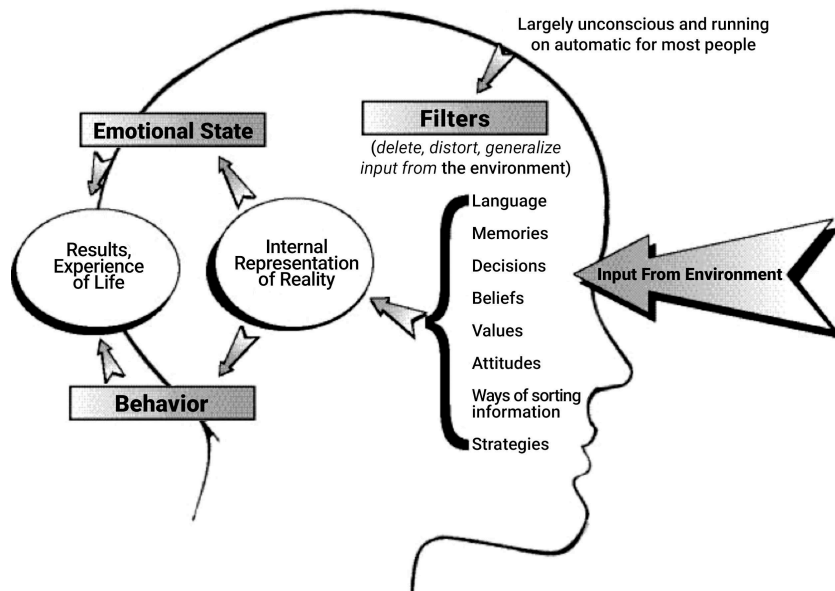 Largely unconscious and running
on automatic for most people
Filters
(delete, distort, generalize
input from the environment)
Emotional State
Language
Memories
Decisions
Beliefs
Values
Attitudes
Ways of sorting
information
Strategies
Input From Environment
Internal
Representation
of Reality
Results,
Experience
of Life
Behavior